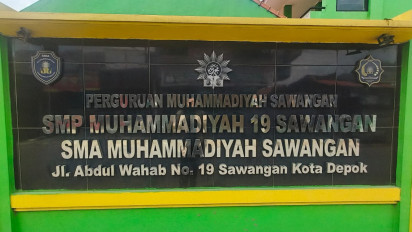 PERGURUAN MUHAMMADIYAH SAWANGAN
SMP MUHAMMADIYAH 19 SAWANGAN
SMA MUHAMMADIYAH SAWANGAN
Jl. Abdul Wahab No. 19 Sawangan Kota Depok